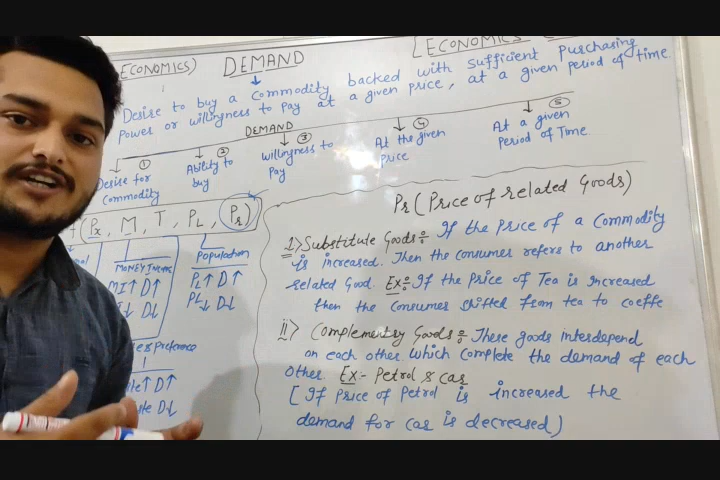 ECONOMICS) DEMAND [ECONOMICS
Desire to buy a Commodity backed with sufficient purchasing
Power or willingness to Pay at a given price, at a given period of time
DEMAND
① ② ③ ④ ⑤
Desire for
commodity
Ability to
buy
willingness to
Pay
At the given
price
At a given
Period of Time
f (Px, M, T, PL, Pr)
MONEY INCOME
MI↑ D↑
I↓ D↓
Population
PL↑ D↑
PL↓ D↓
& Preference
↑ D↑
D↓
Pr (Price of related Goods)
I> Substitute Goods:- If the price of a Commodity
is increased. Then the consumer refers to another
related Good. Ex:- If the price of Tea is increased
then the Consumer shifted from tea to coeffe
II> Complementry Goods:- These goods interdepend
on each other which complete the demand of each
other Ex:- Petrol & car
[If Price of Petrol is increased the
demand for car is decreased)